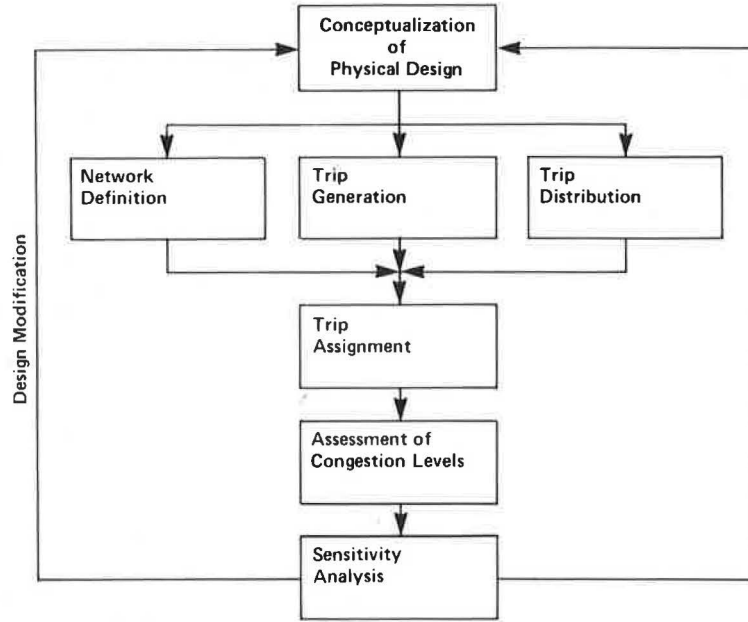 Conceptualization
of
Physical Design
Network
Definition
Trip
Generation
Trip
Distribution
Trip
Assignment
Assessment of
Congestion Levels
Sensitivity
Analysis
Design Modification